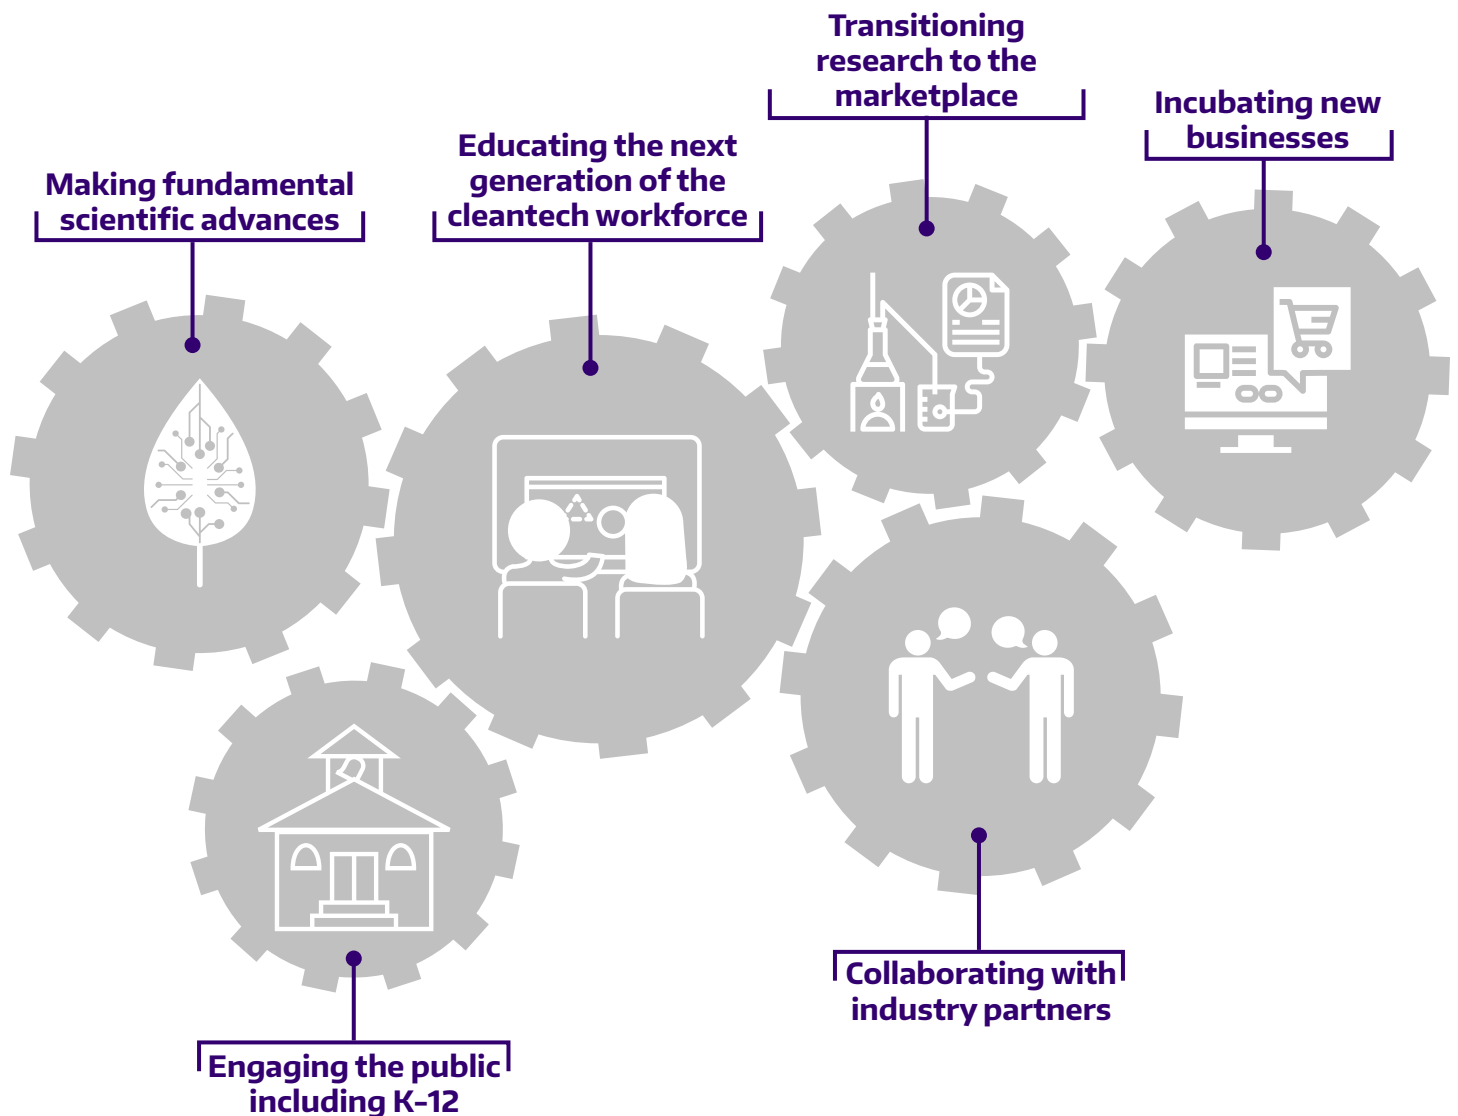 Making fundamental
scientific advances
Educating the next
generation of the
cleantech workforce
Transitioning
research to the
marketplace
Incubating new
businesses
Engaging the public
including K-12
Collaborating with
industry partners